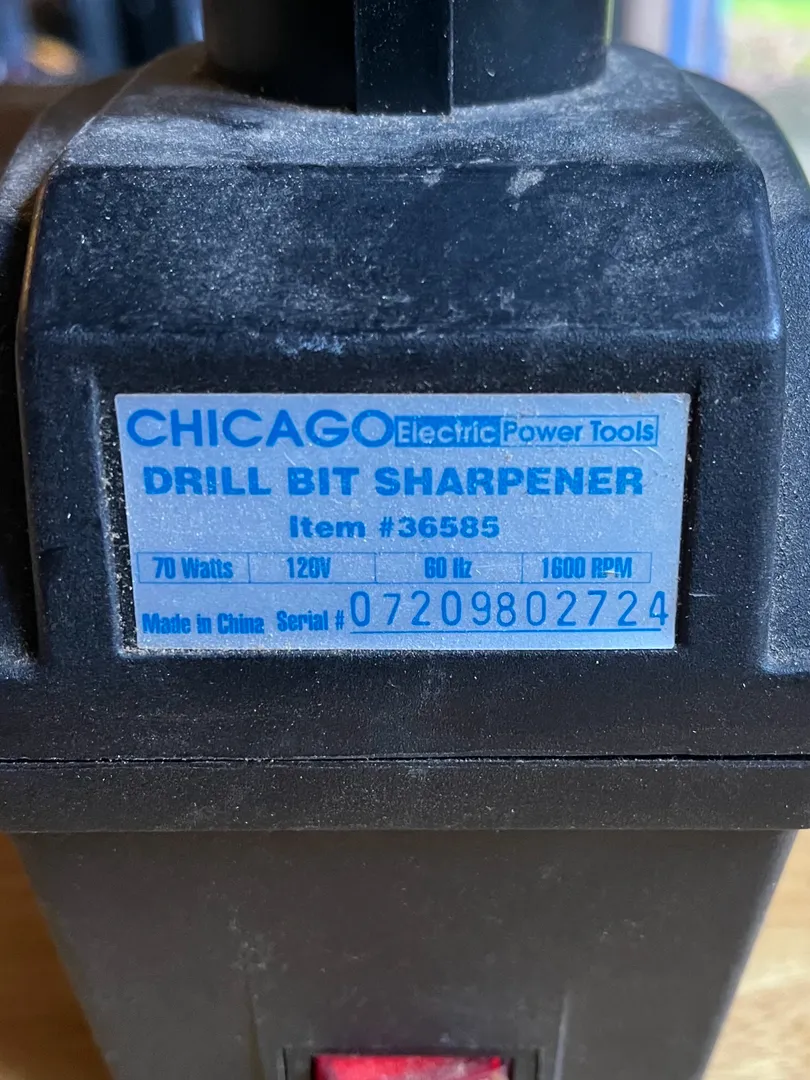 CHICAGO Electric Power Tools
DRILL BIT SHARPENER
Item #36585
70 Watts 120V 60 Hz 1600 RPM
Made in China Serial # 07209802724